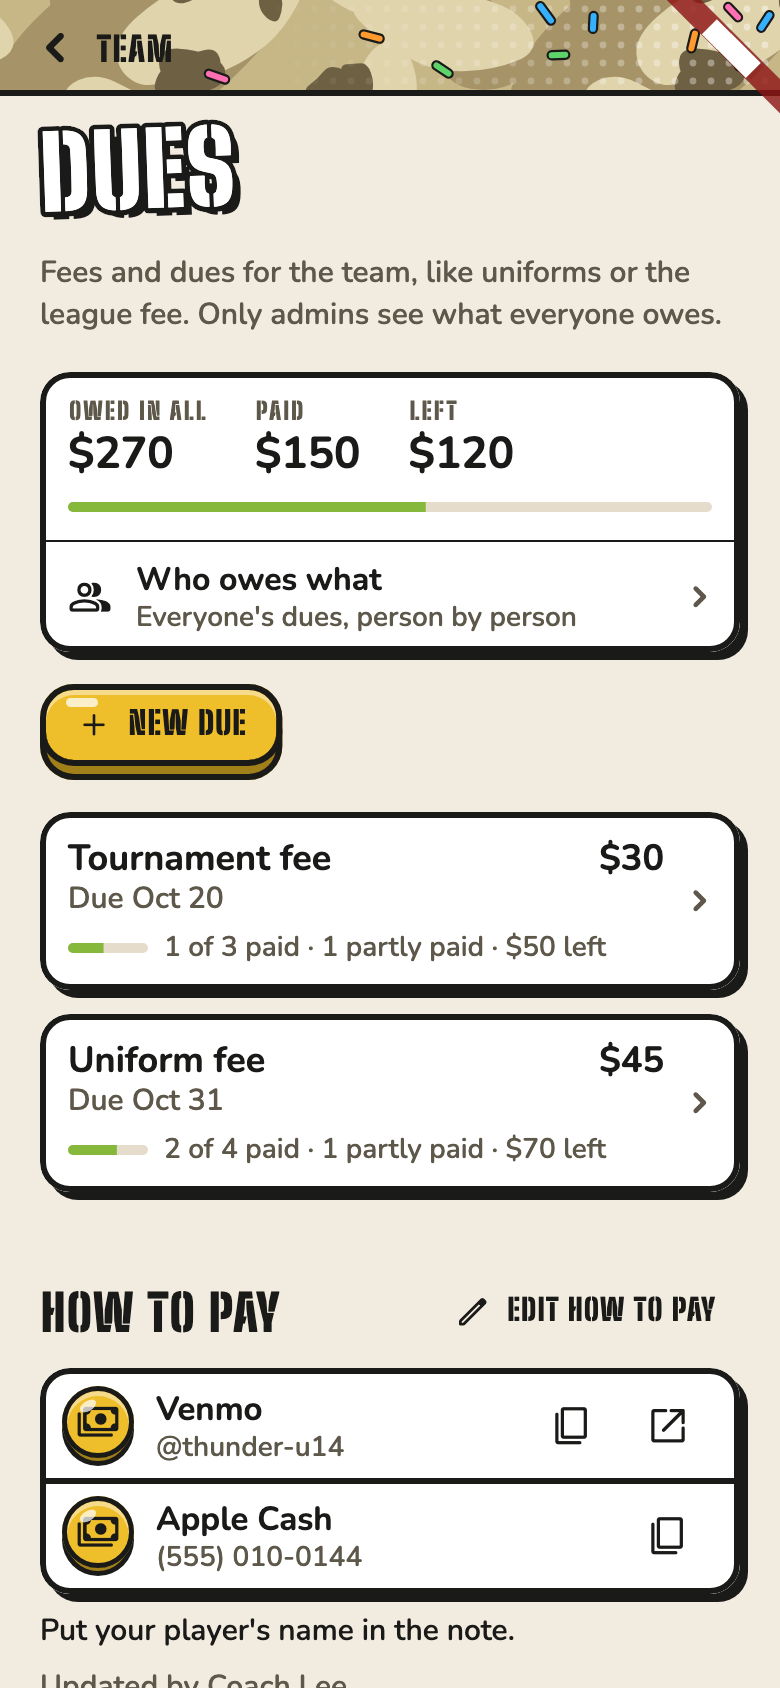 TEAM
DUES
Fees and dues for the team, like uniforms or the
league fee. Only admins see what everyone owes.
OWED IN ALL PAID LEFT
$270 $150 $120
Who owes what
Everyone's dues, person by person
+ NEW DUE
Tournament fee $30
Due Oct 20
1 of 3 paid · 1 partly paid · $50 left
Uniform fee $45
Due Oct 31
2 of 4 paid · 1 partly paid · $70 left
HOW TO PAY EDIT HOW TO PAY
Venmo
@thunder-u14
Apple Cash
(555) 010-0144
Put your player's name in the note.
Updated by Coach Lee